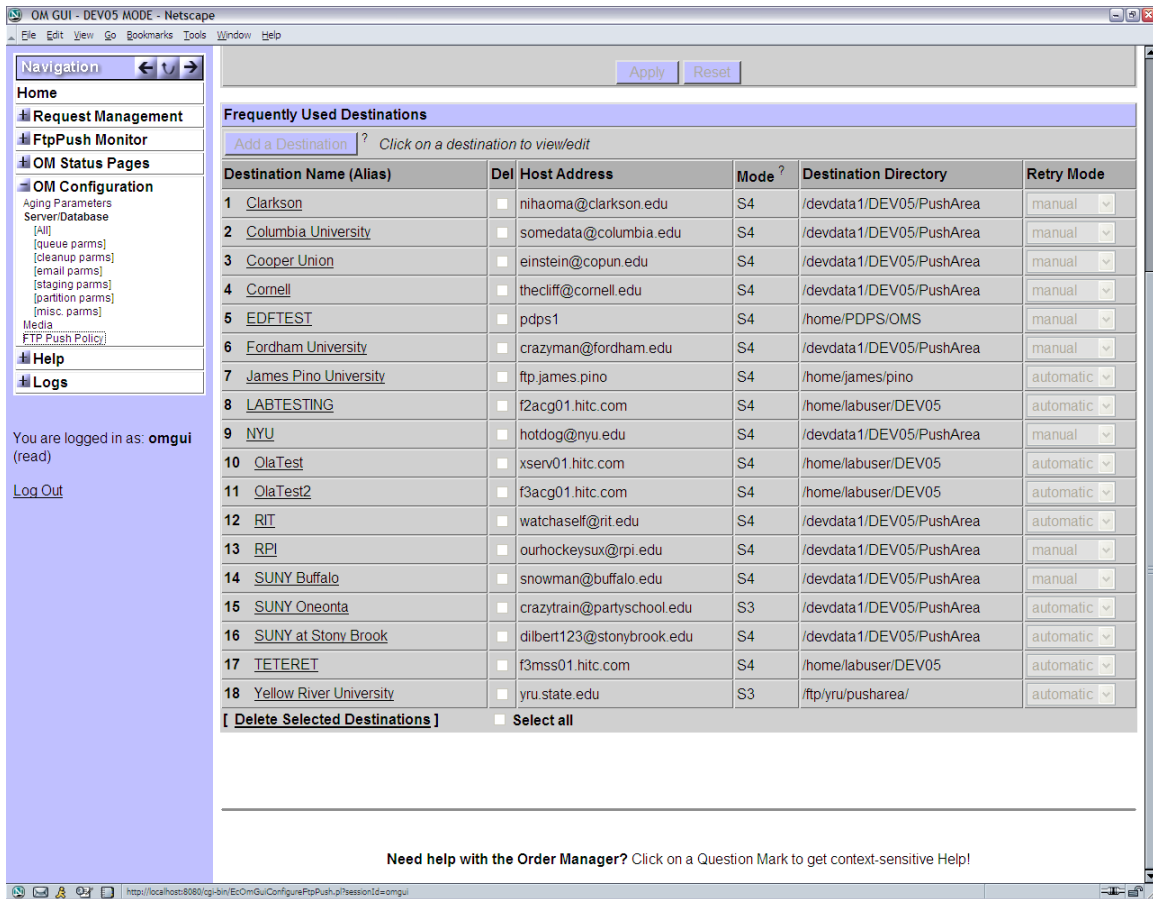 OM GUI - DEV05 MODE - Netscape
File Edit View Go Bookmarks Tools Window Help
Navigation
Home
Request Management
FtpPush Monitor
OM Status Pages
OM Configuration
Aging Parameters
Server/Database
[All]
[queue parms]
[cleanup parms]
[email parms]
[staging parms]
[partition parms]
[misc. parms]
Media
FTP Push Policy
Help
Logs
You are logged in as: omgui
(read)
Log Out
Apply Reset
Frequently Used Destinations
Add a Destination ? Click on a destination to view/edit
Destination Name (Alias) Del Host Address Mode ? Destination Directory Retry Mode
1 Clarkson nihaoma@clarkson.edu S4 /devdata1/DEV05/PushArea manual
2 Columbia University somedata@columbia.edu S4 /devdata1/DEV05/PushArea manual
3 Cooper Union einstein@copun.edu S4 /devdata1/DEV05/PushArea manual
4 Cornell thecliff@cornell.edu S4 /devdata1/DEV05/PushArea manual
5 EDFTEST pdps1 S4 /home/PDPS/OMS manual
6 Fordham University crazyman@fordham.edu S4 /devdata1/DEV05/PushArea manual
7 James Pino University ftp.james.pino S4 /home/james/pino automatic
8 LABTESTING f2acg01.hitc.com S4 /home/labuser/DEV05 automatic
9 NYU hotdog@nyu.edu S4 /devdata1/DEV05/PushArea manual
10 OlaTest xserv01.hitc.com S4 /home/labuser/DEV05 automatic
11 OlaTest2 f3acg01.hitc.com S4 /home/labuser/DEV05 automatic
12 RIT watchaself@rit.edu S4 /devdata1/DEV05/PushArea automatic
13 RPI ourhockeysux@rpi.edu S4 /devdata1/DEV05/PushArea manual
14 SUNY Buffalo snowman@buffalo.edu S4 /devdata1/DEV05/PushArea manual
15 SUNY Oneonta crazytrain@partyschool.edu S3 /devdata1/DEV05/PushArea automatic
16 SUNY at Stony Brook dilbert123@stonybrook.edu S4 /devdata1/DEV05/PushArea automatic
17 TETERET f3mss01.hitc.com S4 /home/labuser/DEV05 automatic
18 Yellow River University yru.state.edu S3 /ftp/yru/pusharea/ automatic
[ Delete Selected Destinations ] Select all
Need help with the Order Manager? Click on a Question Mark to get context-sensitive Help!
http://localhost:8080/cgi-bin/EcOmGuiConfigureFtpPush.pl?sessionId=omgui